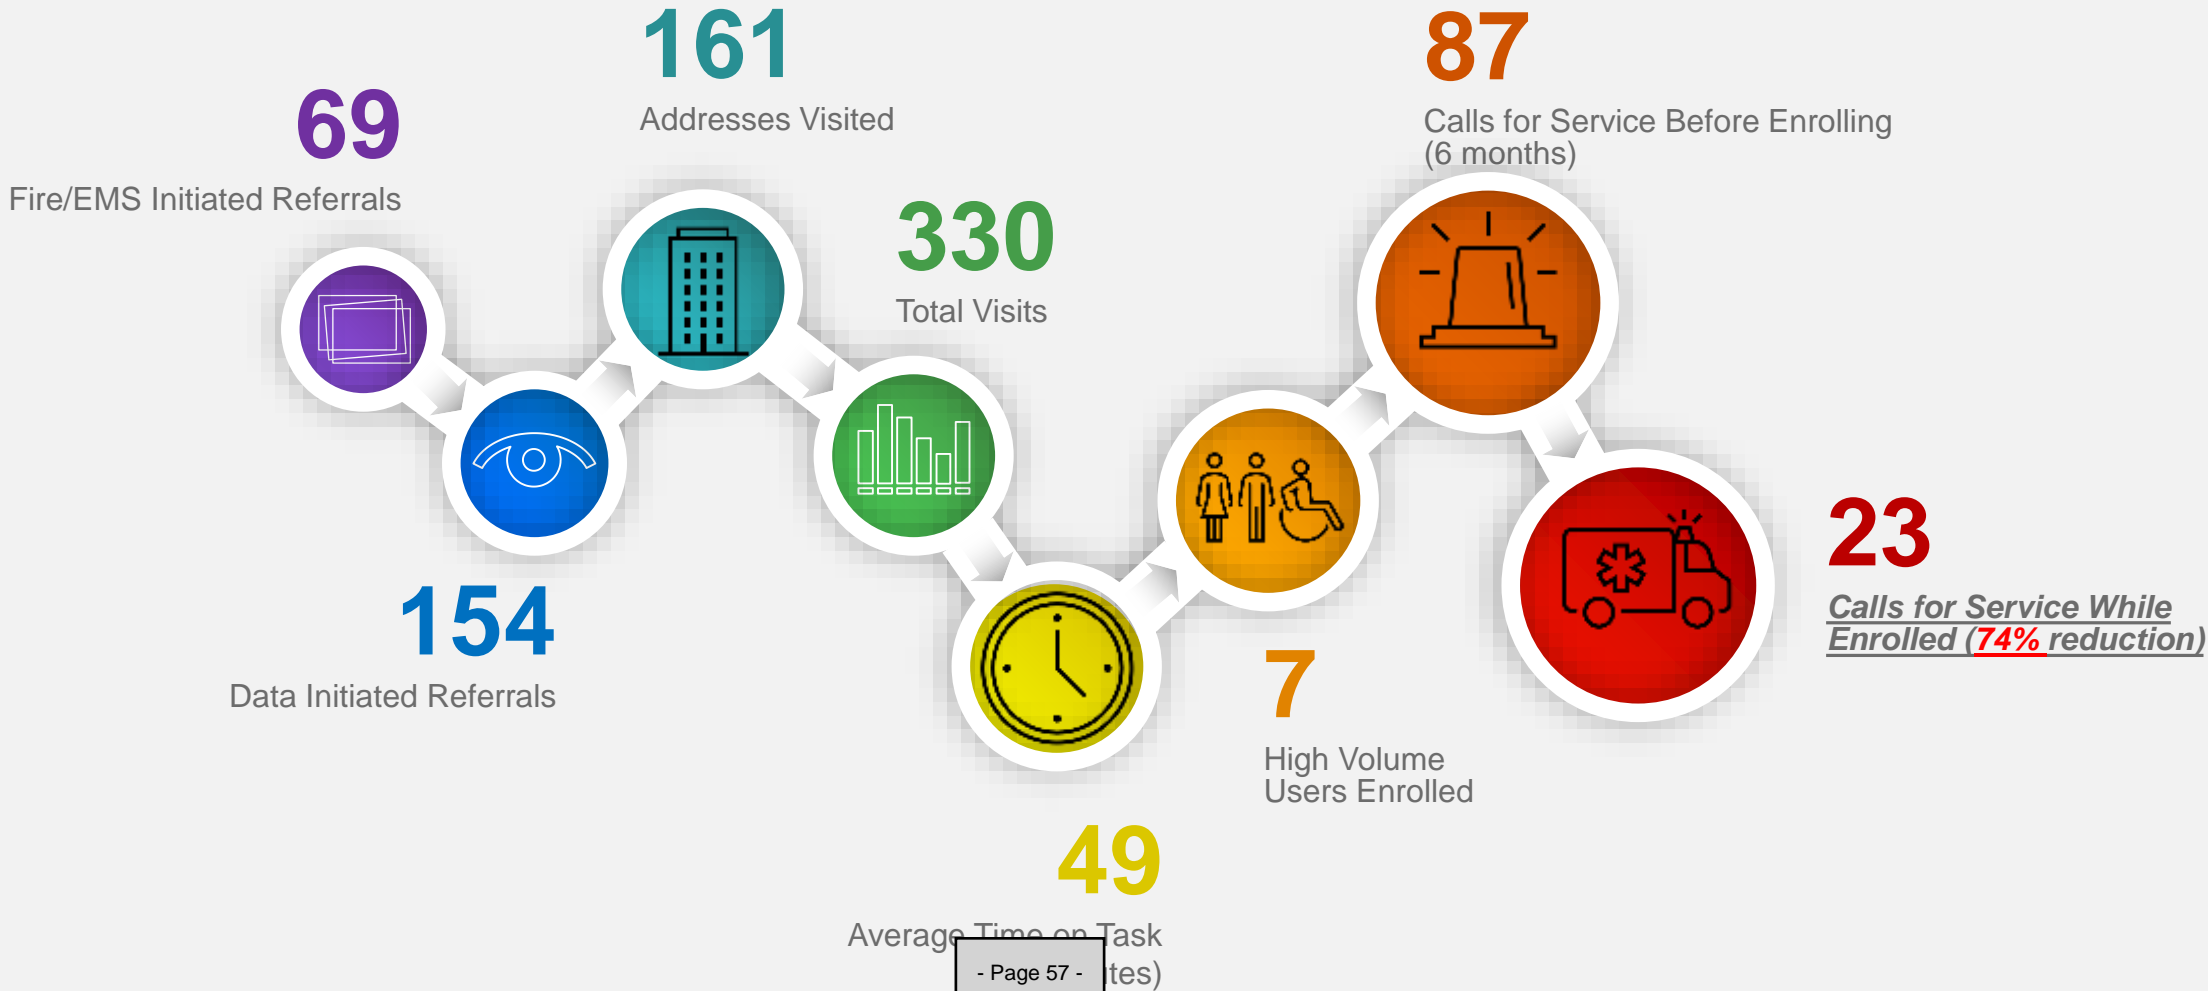 69
Fire/EMS Initiated Referrals
154
Data Initiated Referrals
161
Addresses Visited
330
Total Visits
49
Average Time on Task
- Page 57 -
7
High Volume
Users Enrolled
87
Calls for Service Before Enrolling
(6 months)
23
Calls for Service While
Enrolled (74% reduction)